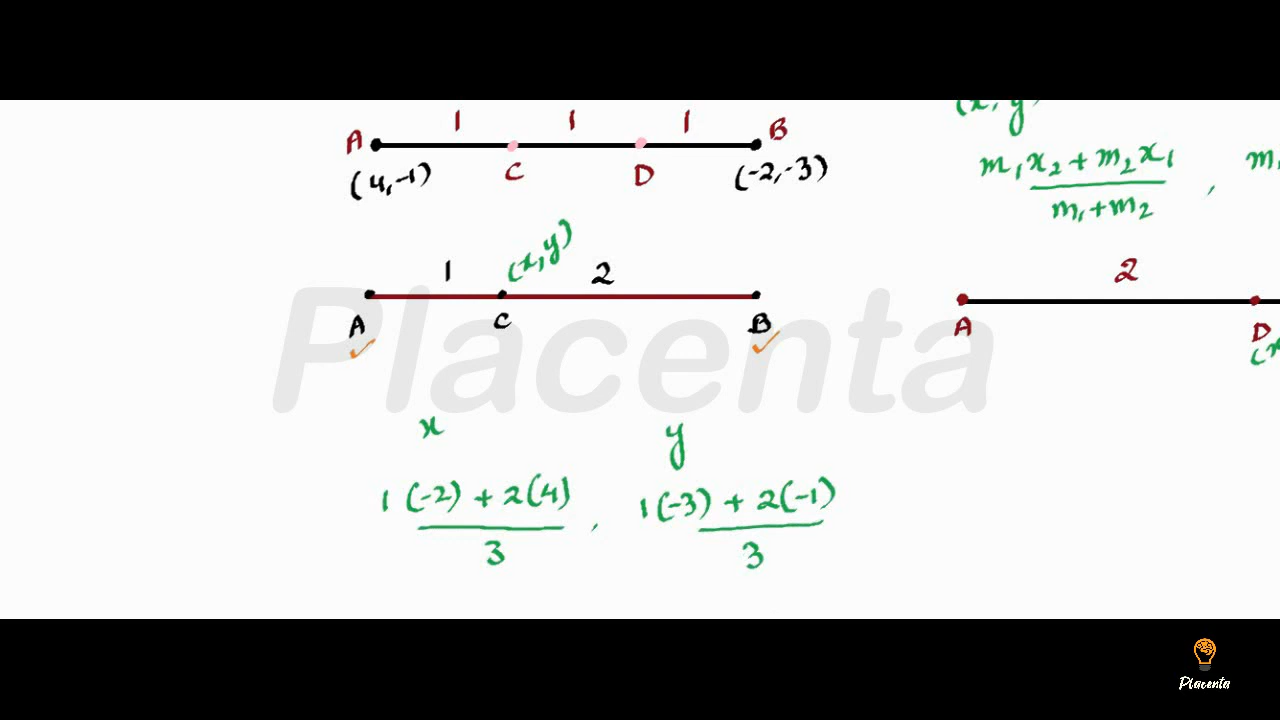 A 1 1 1 B
(4,-1) C D (-2,-3)
1 (x,y) 2
A C B
x y
1(-2) + 2(4) , 1(-3) + 2(-1)
3 3
m₁x₂ + m₂x₁ ,
m₁+m₂
2
A D
Placenta
Placenta